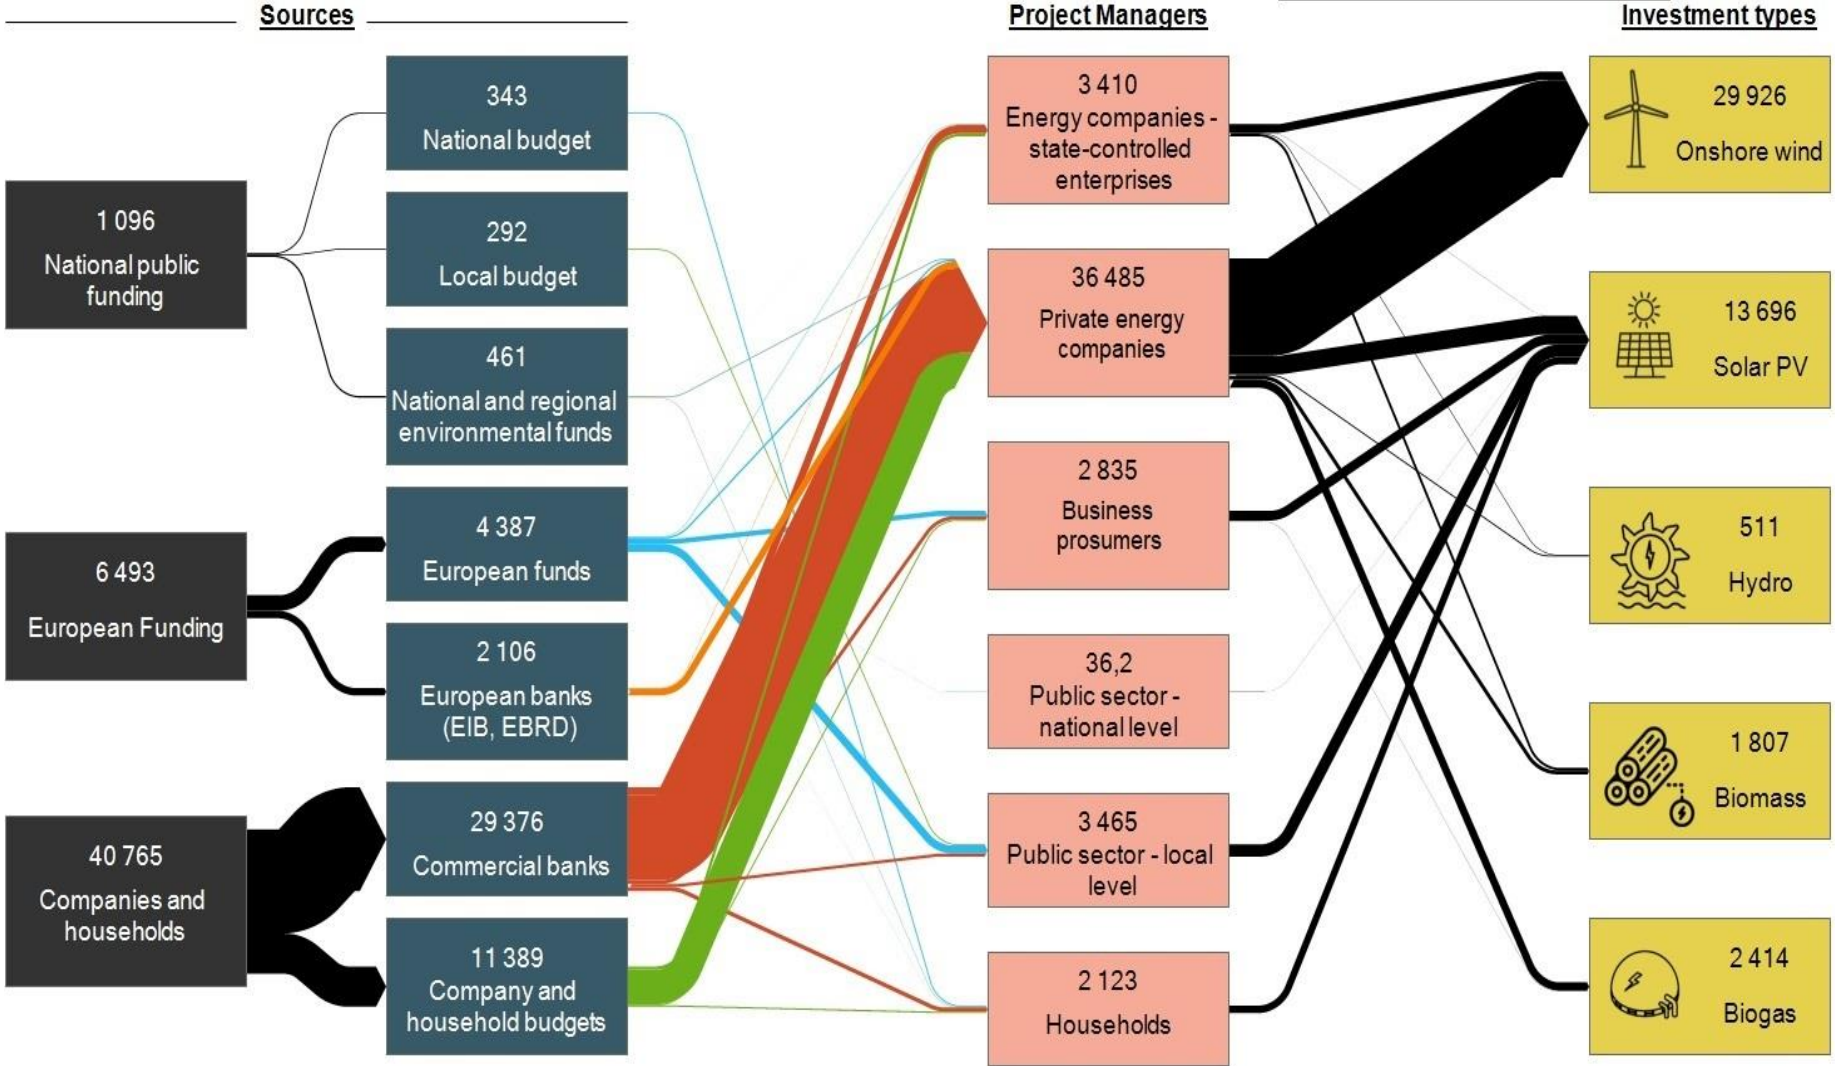 Sources
Project Managers
Investment types
1 096
National public
funding
6 493
European Funding
40 765
Companies and
households
343
National budget
292
Local budget
461
National and regional
environmental funds
4 387
European funds
2 106
European banks
(EIB, EBRD)
29 376
Commercial banks
11 389
Company and
household budgets
3 410
Energy companies -
state-controlled
enterprises
36 485
Private energy
companies
2 835
Business
prosumers
36,2
Public sector -
national level
3 465
Public sector - local
level
2 123
Households
29 926
Onshore wind
13 696
Solar PV
511
Hydro
1 807
Biomass
2 414
Biogas